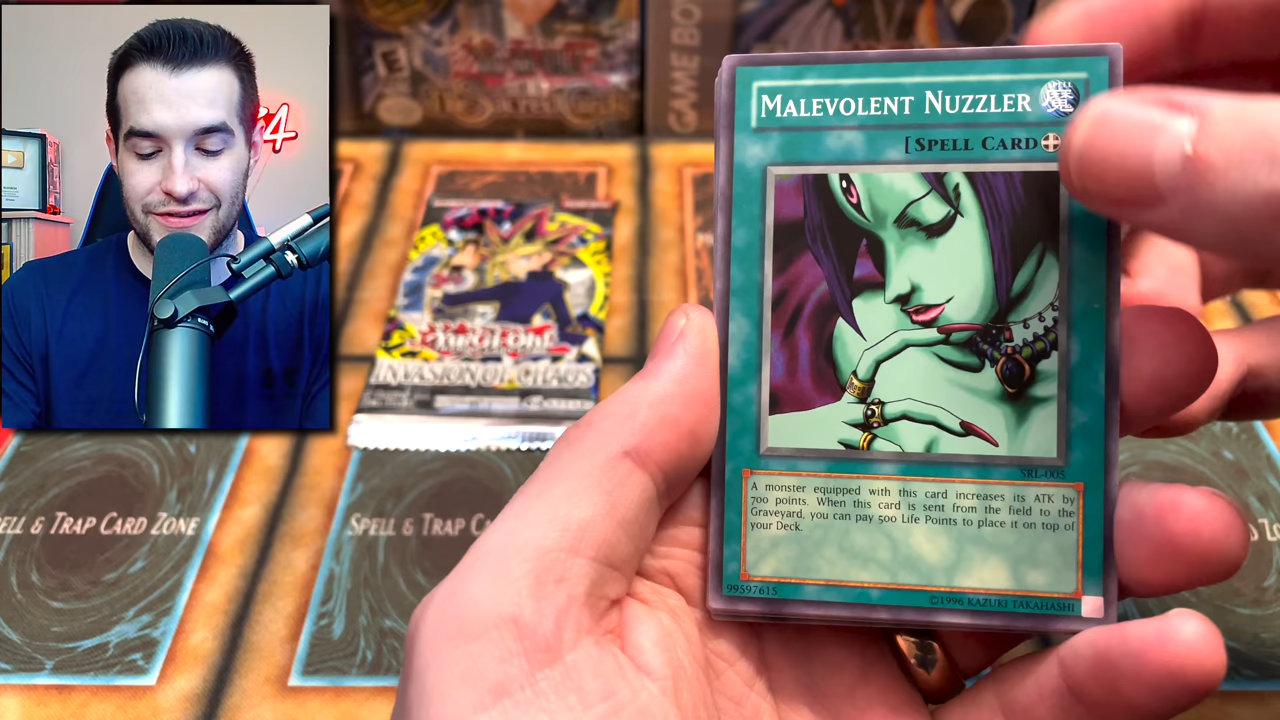 MALEVOLENT NUZZLER 魔
[SPELL CARD
SRL-005
A monster equipped with this card increases its ATK by
700 points. When this card is sent from the field to the
Graveyard, you can pay 500 Life Points to place it on top of
your Deck.
99597615
©1996 KAZUKI TAKAHASHI
GAME BOY
E
YU-GI-OH!
INVASION OF CHAOS
ELL & TRAP CARD ZONE
SPELL & TRAP C